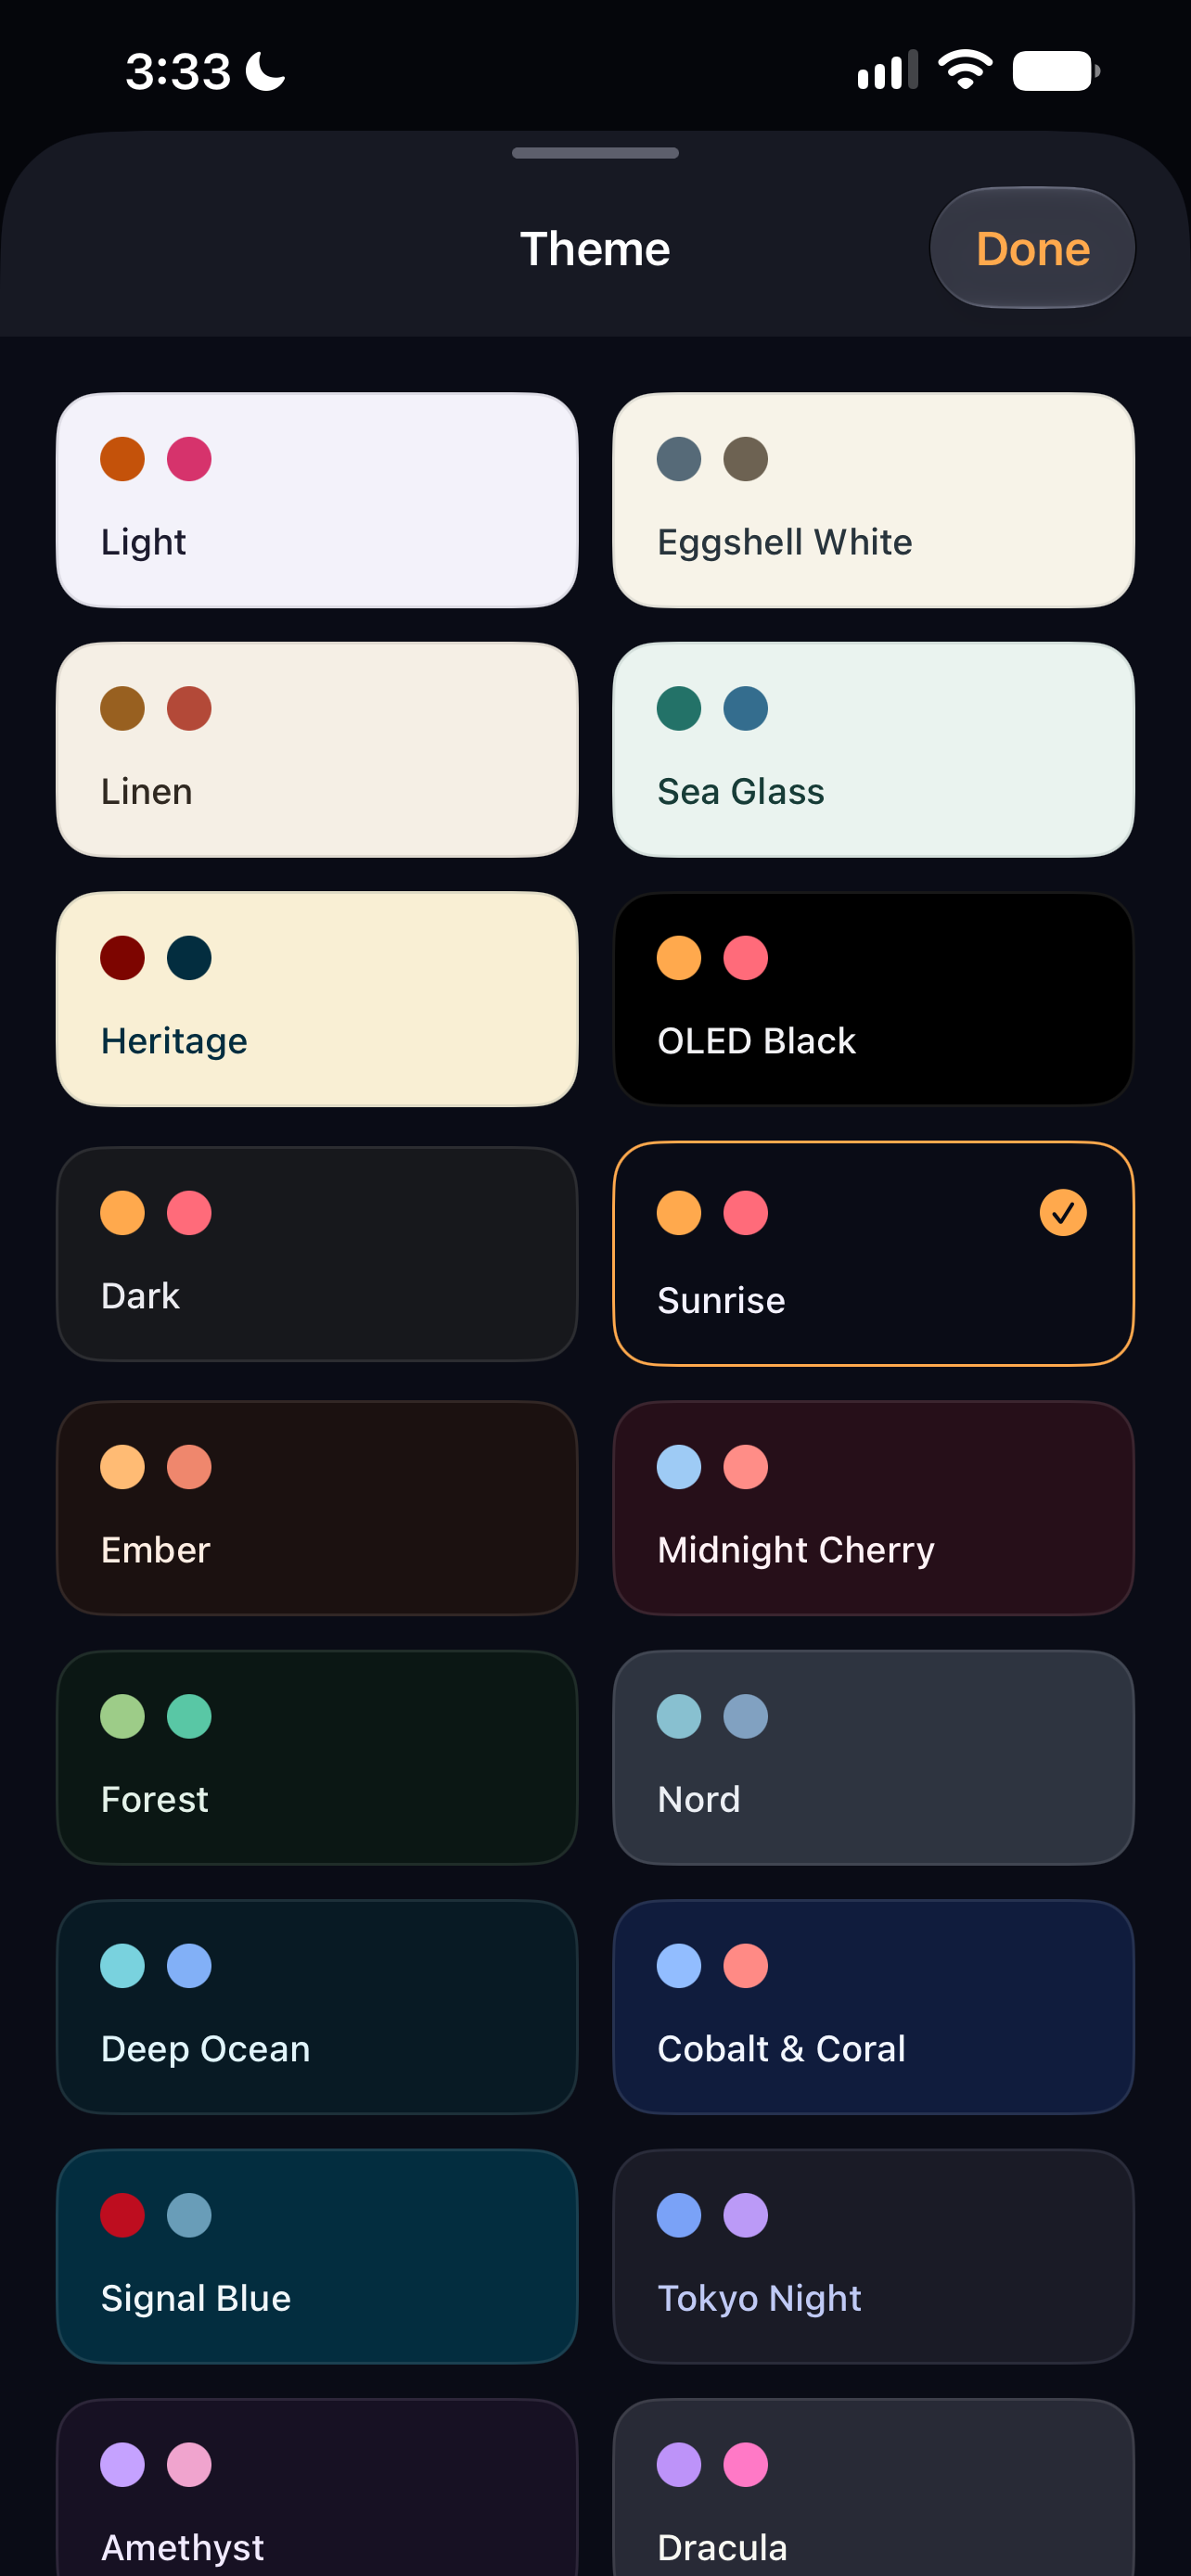 3:33
Theme
Done
Light
Eggshell White
Linen
Sea Glass
Heritage
OLED Black
Dark
Sunrise
Ember
Midnight Cherry
Forest
Nord
Deep Ocean
Cobalt & Coral
Signal Blue
Tokyo Night
Amethyst
Dracula